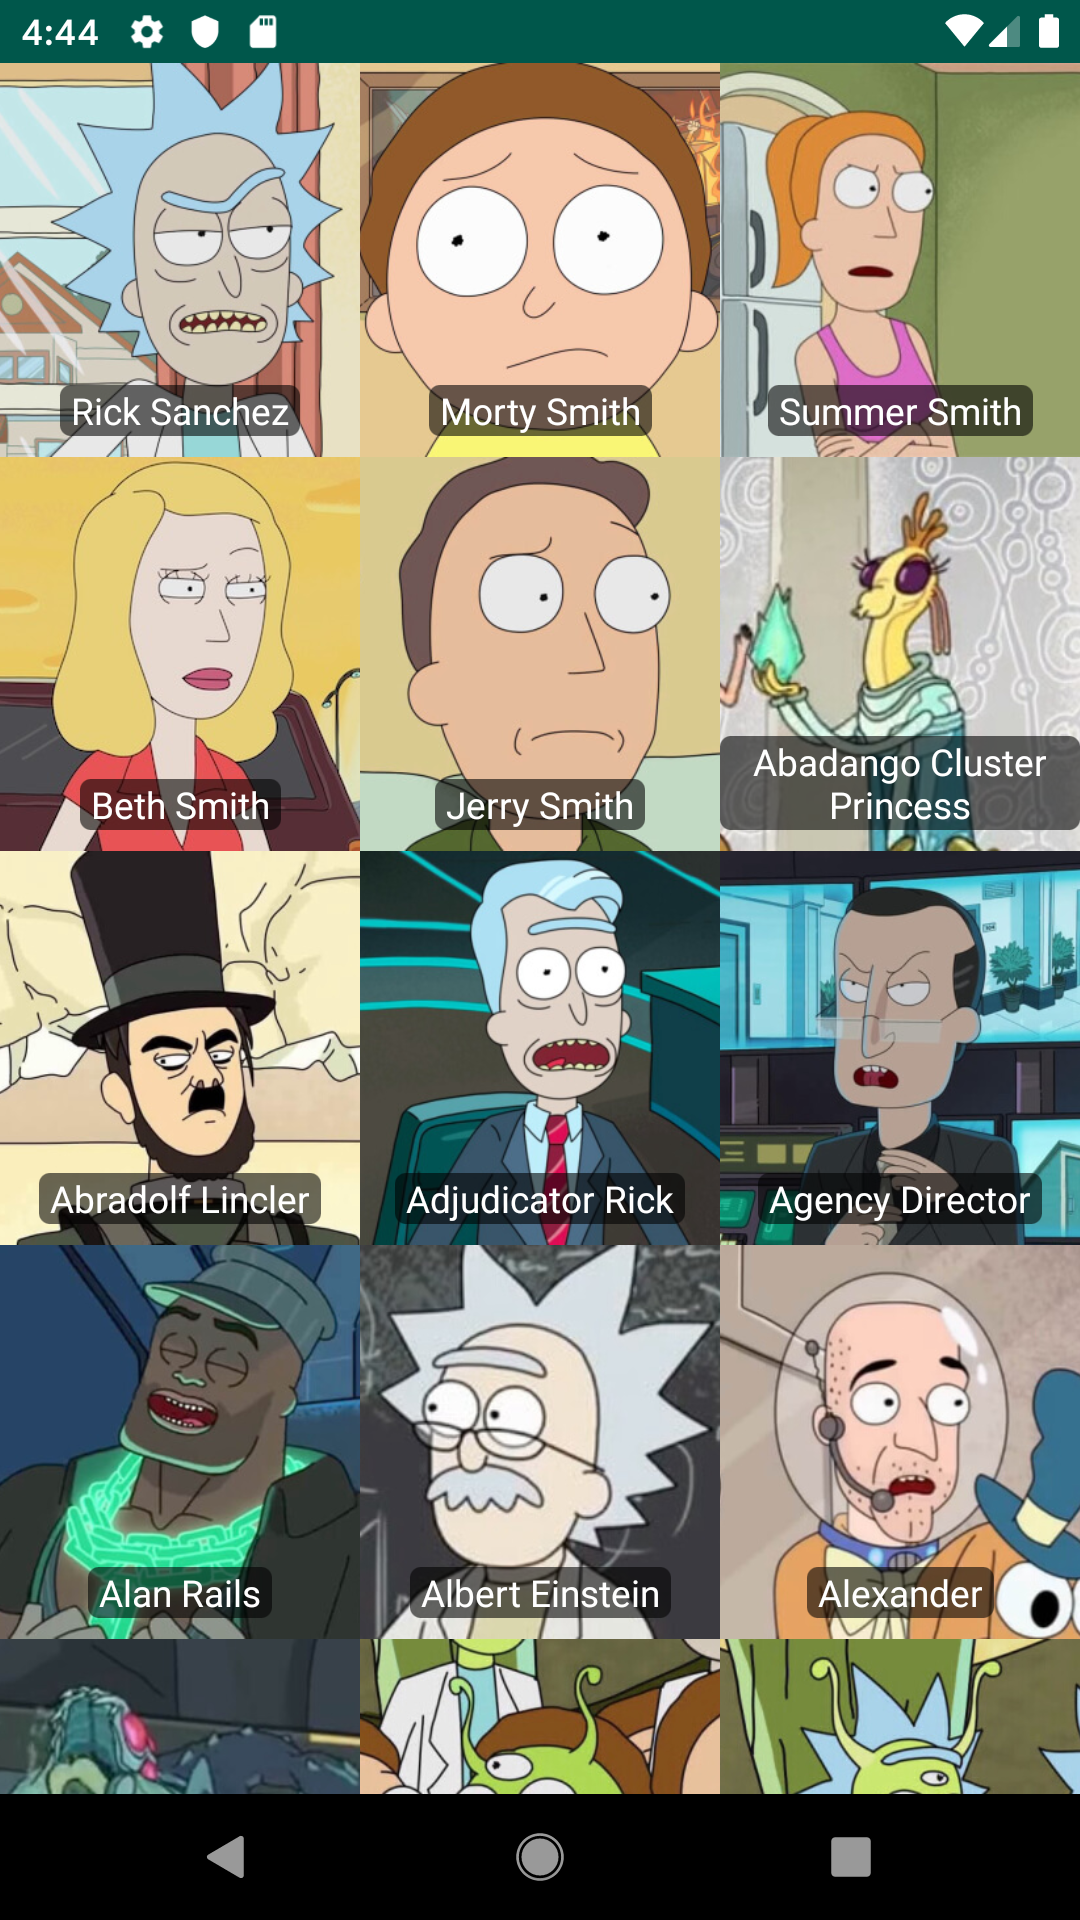 4:44
Rick Sanchez
Morty Smith
Summer Smith
Beth Smith
Jerry Smith
Abadango Cluster
Princess
Abradolf Lincler
Adjudicator Rick
Agency Director
Alan Rails
Albert Einstein
Alexander